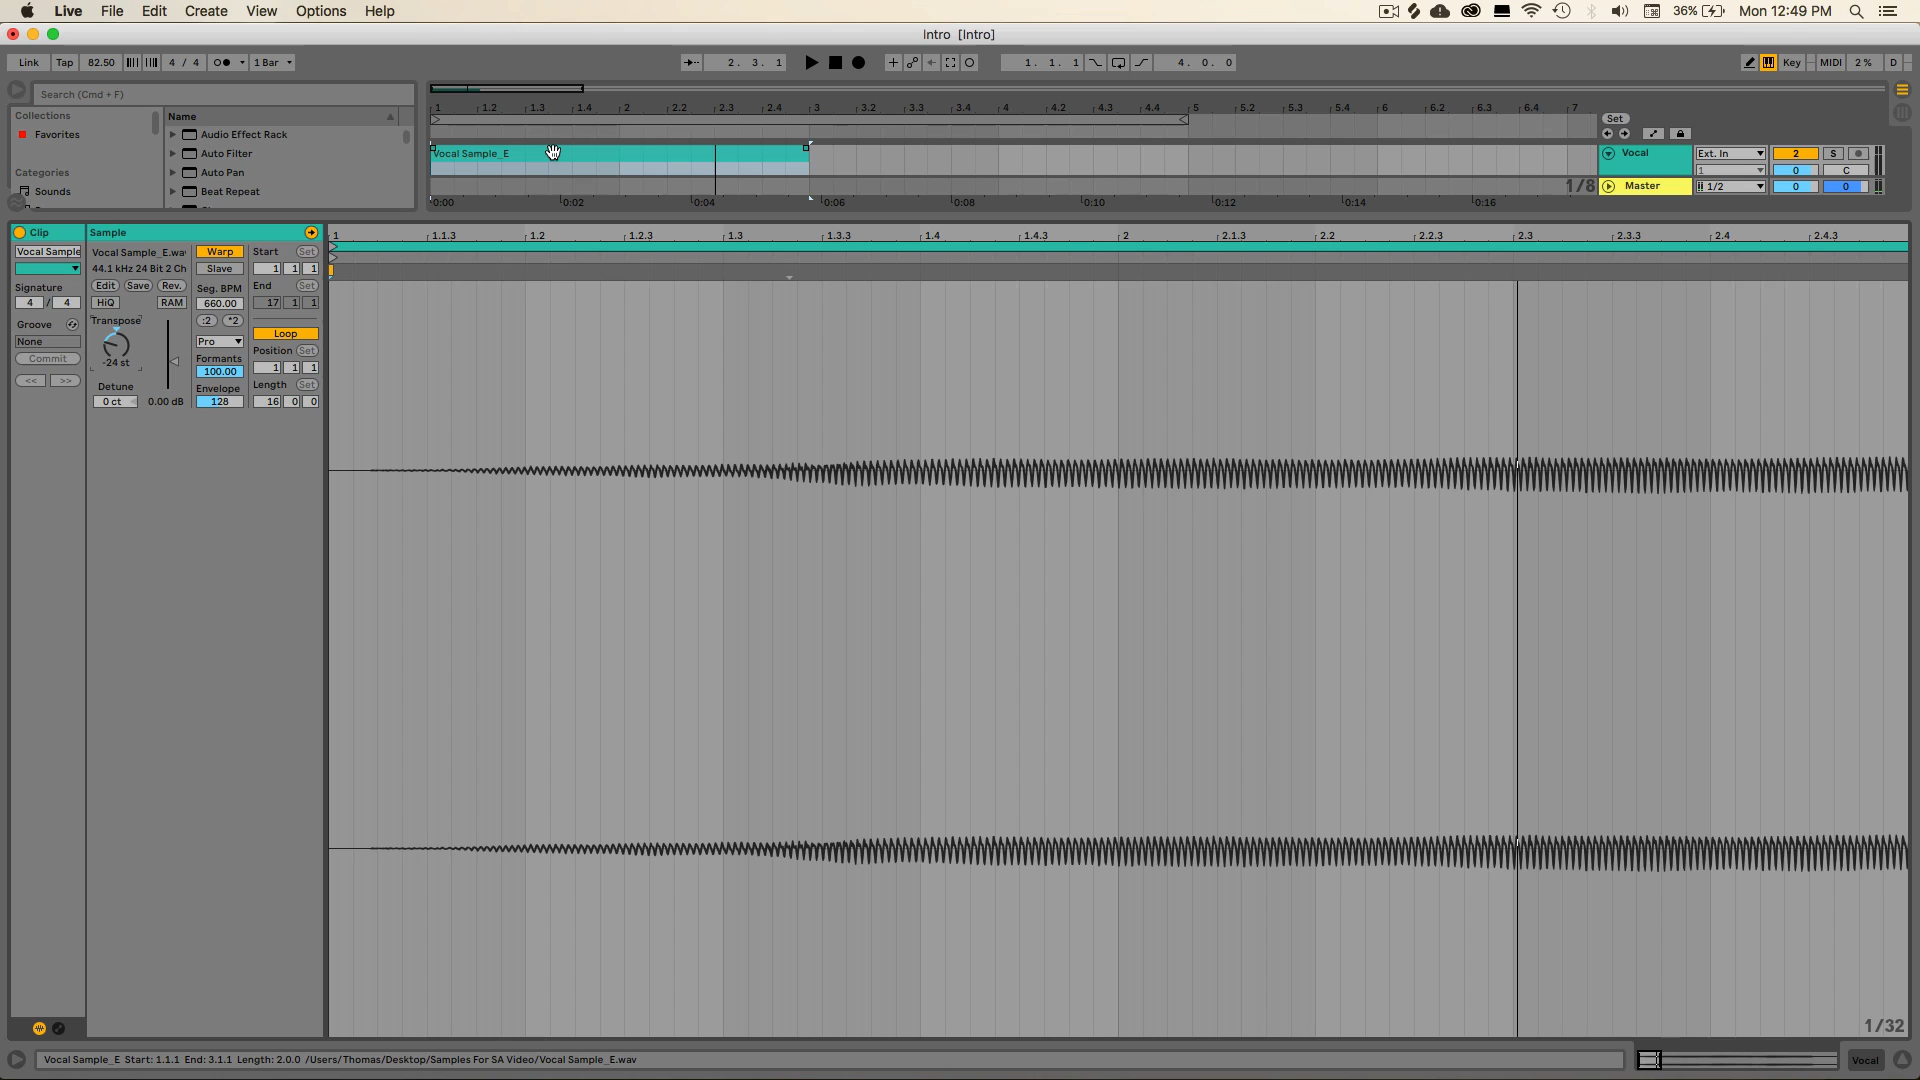 Live File Edit Create View Options Help 36% Mon 12:49 PM
Intro [Intro]
Link Tap 82.50 4 / 4 1 Bar 2. 3. 1 1. 1. 1 4. 0. 0 Key MIDI 2 % D
Search (Cmd + F)
Collections
Favorites
Categories
Sounds
Name
Audio Effect Rack
Auto Filter
Auto Pan
Beat Repeat
1 1.2 1.3 1.4 2 2.2 2.3 2.4 3 3.2 3.3 3.4 4 4.2 4.3 4.4 5 5.2 5.3 5.4 6 6.2 6.3 6.4 7
Set
Vocal Sample_E
Vocal Ext. In 2 S
1 0 C
1/8 Master 1/2 0 0
0:00 0:02 0:04 0:06 0:08 0:10 0:12 0:14 0:16
Clip
Vocal Sample
Signature
4 / 4
Groove
None
Commit
<< >>
Sample
Vocal Sample_E.wa
44.1 kHz 24 Bit 2 Ch
Edit Save Rev.
HiQ RAM
Transpose
-24 st
Detune
0 ct 0.00 dB
Warp
Slave
Seg. BPM
660.00
:2 *2
Pro
Formants
100.00
Envelope
128
Start Set
1 1 1
End Set
17 1 1
Loop
Position Set
1 1 1
Length Set
16 0 0
1 1.1.3 1.2 1.2.3 1.3 1.3.3 1.4 1.4.3 2 2.1.3 2.2 2.2.3 2.3 2.3.3 2.4 2.4.3
1/32
Vocal Sample_E Start: 1.1.1 End: 3.1.1 Length: 2.0.0 /Users/Thomas/Desktop/Samples For SA Video/Vocal Sample_E.wav
Vocal